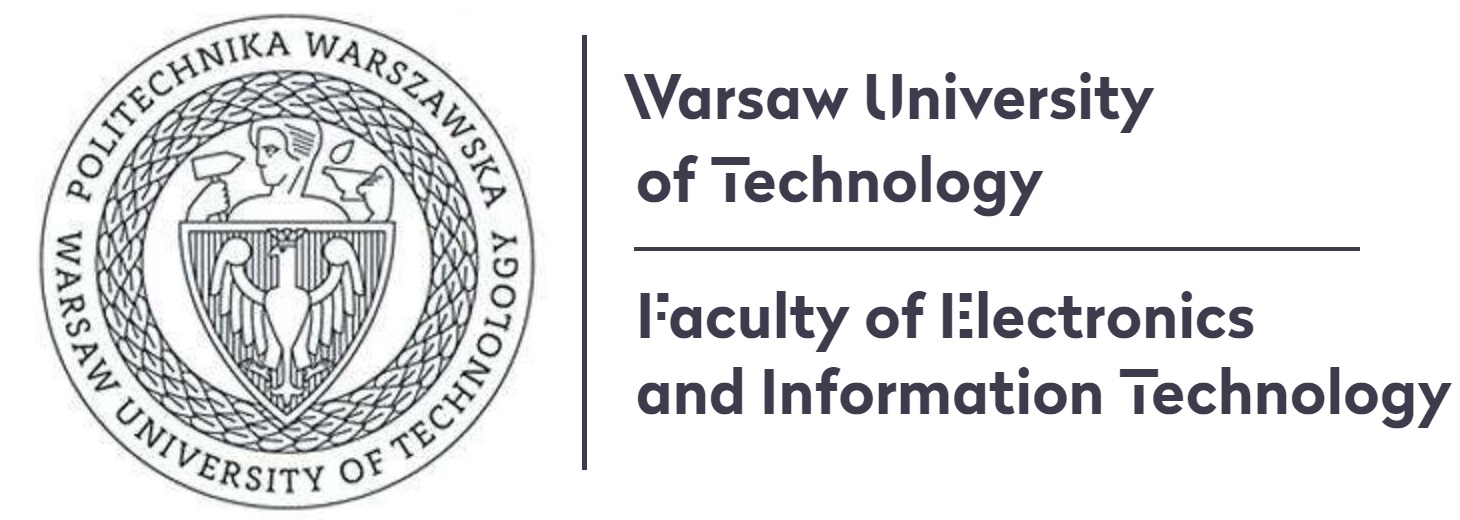 POLITECHNIKA WARSZAWSKA
WARSAW UNIVERSITY OF TECHNOLOGY
Warsaw University
of Technology
Faculty of Electronics
and Information Technology